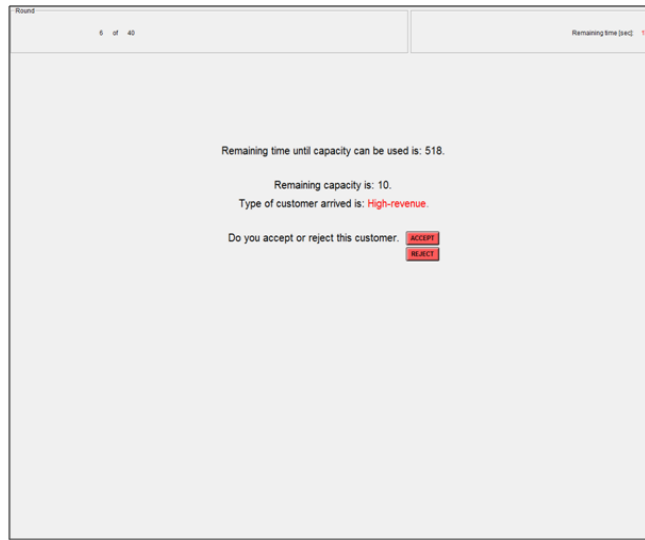 Round
6 of 40
Remaining time [sec]:
Remaining time until capacity can be used is: 518.
Remaining capacity is: 10.
Type of customer arrived is: High-revenue.
Do you accept or reject this customer.
ACCEPT
REJECT